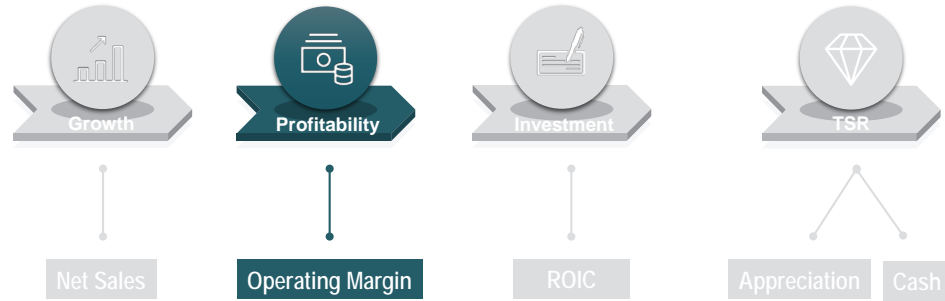 Growth
Profitability
Investment
TSR
Net Sales
Operating Margin
ROIC
Appreciation
Cash